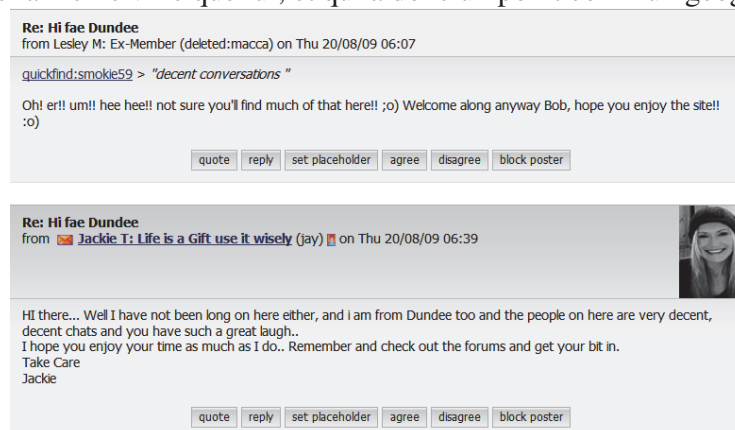 Re: Hi fae Dundee
from Lesley M: Ex-Member (deleted:macca) on Thu 20/08/09 06:07
quickfind:smokie59 > "decent conversations "
Oh! er!! um!! hee hee!! not sure you'll find much of that here!! ;o) Welcome along anyway Bob, hope you enjoy the site!!
:o)
quote reply set placeholder agree disagree block poster
Re: Hi fae Dundee
from Jackie T: Life is a Gift use it wisely (jay) on Thu 20/08/09 06:39
HI there... Well I have not been long on here either, and i am from Dundee too and the people on here are very decent,
decent chats and you have such a great laugh..
I hope you enjoy your time as much as I do.. Remember and check out the forums and get your bit in.
Take Care
Jackie
quote reply set placeholder agree disagree block poster